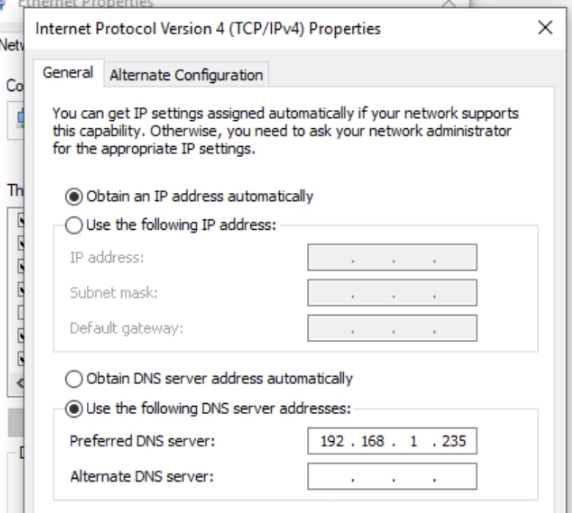 Ethernet Properties
Internet Protocol Version 4 (TCP/IPv4) Properties
General
Alternate Configuration
You can get IP settings assigned automatically if your network supports
this capability. Otherwise, you need to ask your network administrator
for the appropriate IP settings.
Obtain an IP address automatically
Use the following IP address:
IP address:
. . .
Subnet mask:
. . .
Default gateway:
. . .
Obtain DNS server address automatically
Use the following DNS server addresses:
Preferred DNS server:
192 . 168 . 1 . 235
Alternate DNS server:
. . .